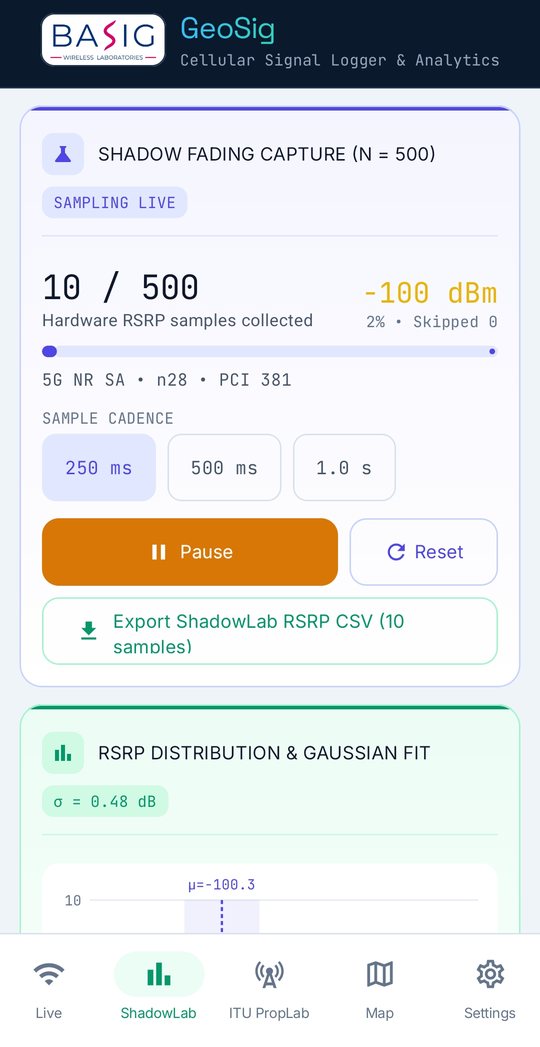 BASIG
WIRELESS LABORATORIES
GeoSig
Cellular Signal Logger & Analytics
SHADOW FADING CAPTURE (N = 500)
SAMPLING LIVE
10 / 500
-100 dBm
Hardware RSRP samples collected
2% • Skipped 0
5G NR SA • n28 • PCI 381
SAMPLE CADENCE
250 ms
500 ms
1.0 s
Pause
Reset
Export ShadowLab RSRP CSV (10
samples)
RSRP DISTRIBUTION & GAUSSIAN FIT
σ = 0.48 dB
μ=-100.3
10
Live
ShadowLab
ITU PropLab
Map
Settings